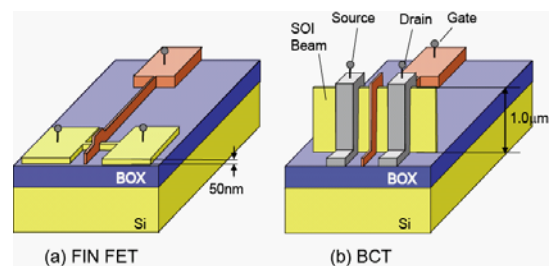 SOI
Beam
Source
Drain
Gate
1.0μm
BOX
50nm
Si
(a) FIN FET
BOX
Si
(b) BCT